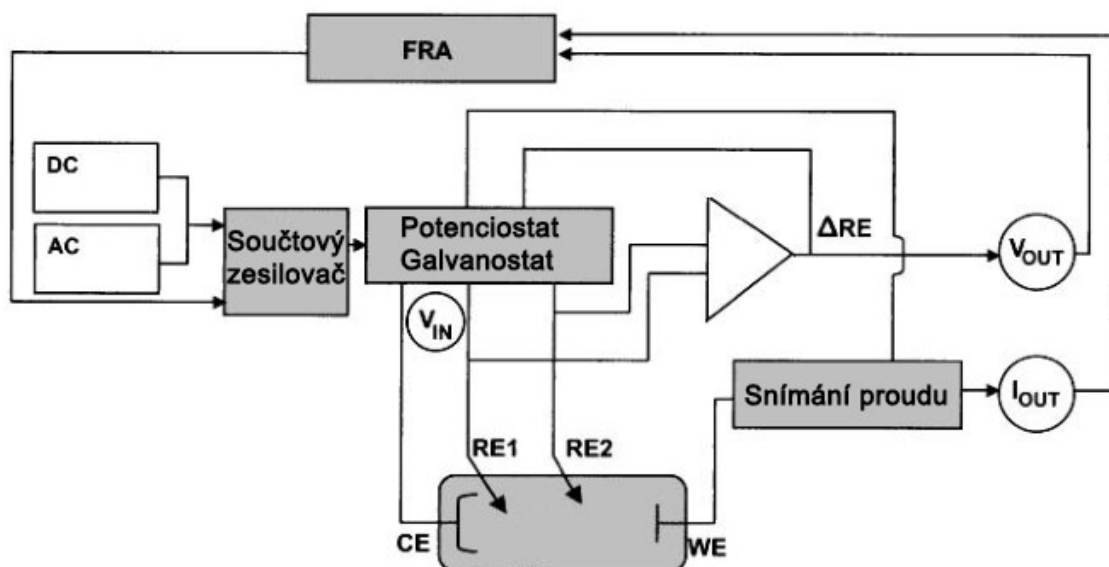 FRA
DC
AC
Součtový
zesilovač
Potenciostat
Galvanostat
ΔRE
VOUT
VIN
Snímání proudu
IOUT
RE1
RE2
CE
WE